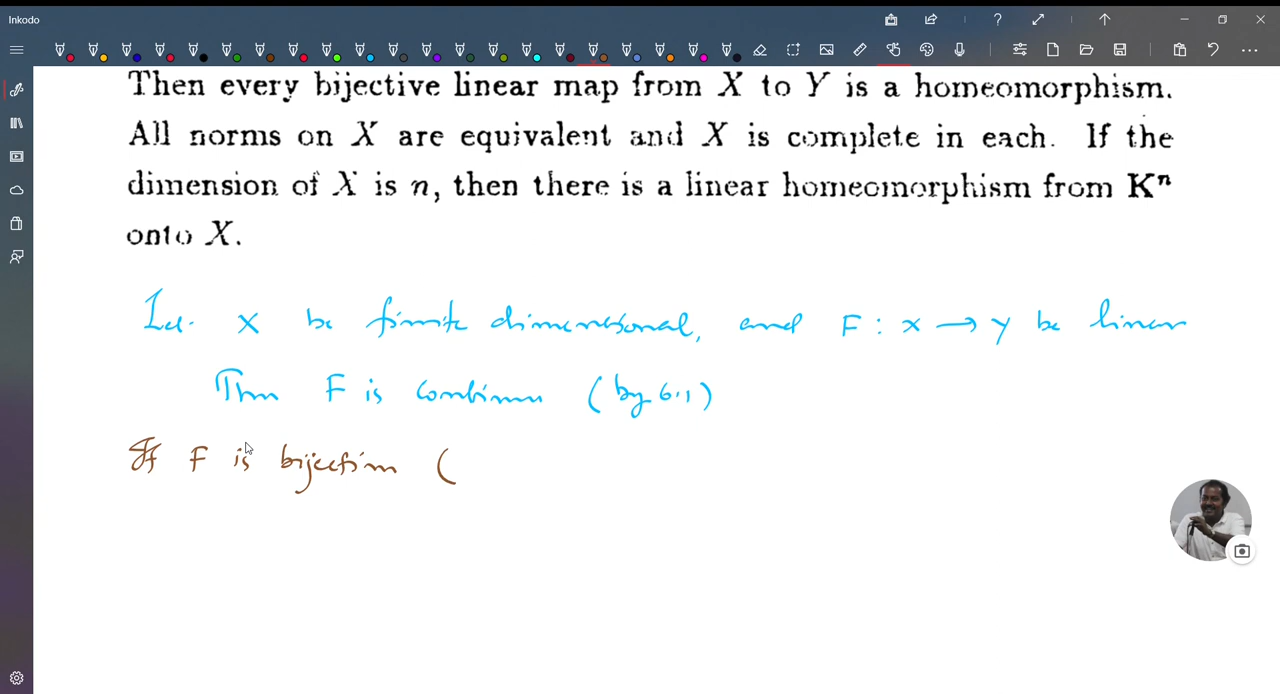 Inkodo
Then every bijective linear map from X to Y is a homeomorphism.
All norms on X are equivalent and X is complete in each. If the
dimension of X is n, then there is a linear homeomorphism from Kⁿ
onto X.
Let X be finite dimensional, and F : X → Y be linear
Then F is continuous (by 6.1)
If F is bijection (